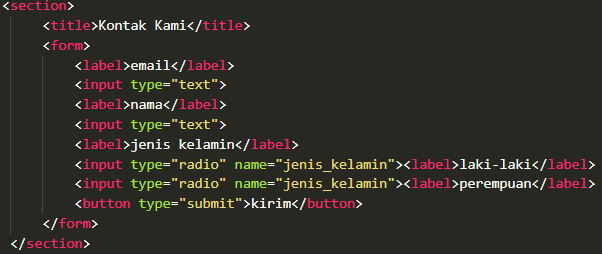 <section>
<title>Kontak Kami</title>
<form>
<label>email</label>
<input type="text">
<label>nama</label>
<input type="text">
<label>jenis kelamin</label>
<input type="radio" name="jenis_kelamin"><label>laki-laki</label>
<input type="radio" name="jenis_kelamin"><label>perempuan</label>
<button type="submit">kirim</button>
</form>
</section>